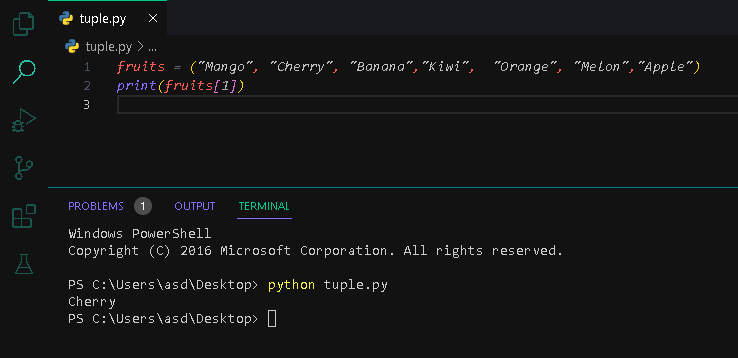 tuple.py ×
tuple.py > ...
1 fruits = ("Mango", "Cherry", "Banana","Kiwi",  "Orange", "Melon","Apple")
2 print(fruits[1])
3
PROBLEMS 1 OUTPUT TERMINAL
Windows PowerShell
Copyright (C) 2016 Microsoft Corporation. All rights reserved.
PS C:\Users\asd\Desktop> python tuple.py
Cherry
PS C:\Users\asd\Desktop>